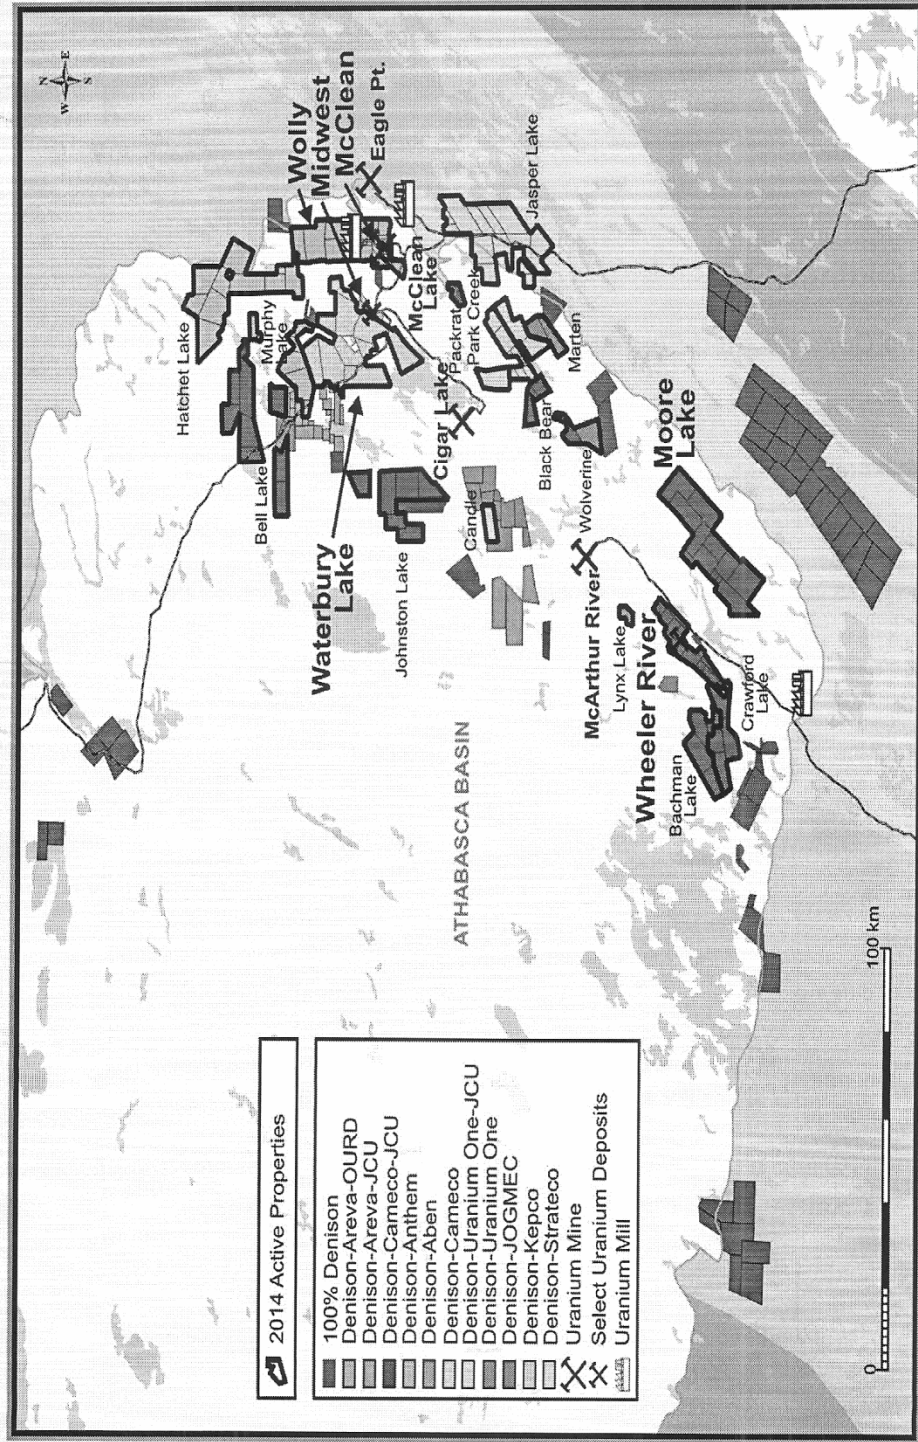 N
W E
S
Hatchet Lake
Murphy
Lake
Bell Lake
Wolly
Midwest
McClean
Eagle Pt.
McClean
Lake
Waterbury
Lake
Johnston Lake
Cigar Lake
Packrat
Park Creek
Jasper Lake
Candle
Black Bear
Marten
Wolverine
Moore
Lake
McArthur River
Lynx Lake
Wheeler River
Bachman
Lake
Crawford
Lake
ATHABASCA BASIN
2014 Active Properties
100% Denison
Denison-Areva-OURD
Denison-Areva-JCU
Denison-Cameco-JCU
Denison-Anthem
Denison-Aben
Denison-Cameco
Denison-Uranium One-JCU
Denison-Uranium One
Denison-JOGMEC
Denison-Kepco
Denison-Strateco
Uranium Mine
Select Uranium Deposits
Uranium Mill
0 100 km